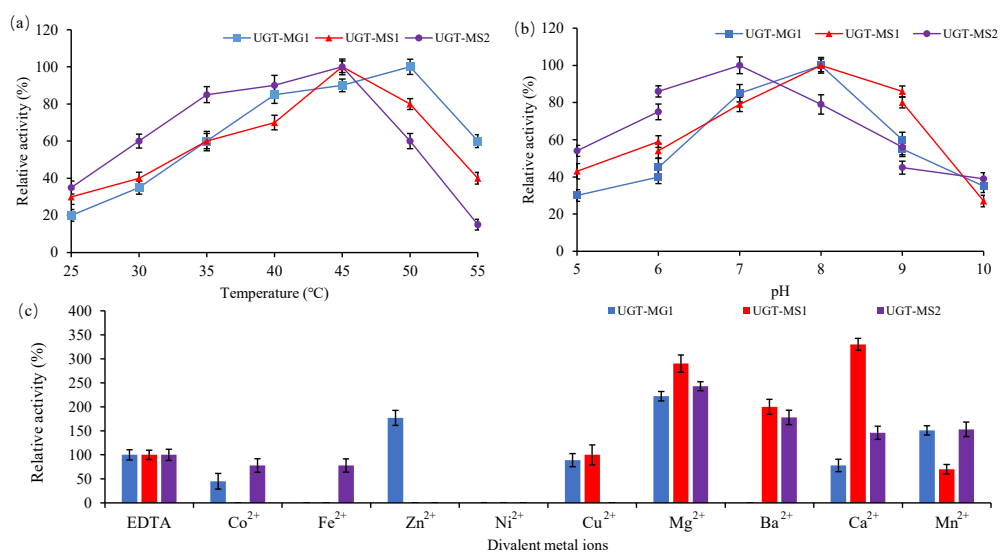 (a)
UGT-MG1 UGT-MS1 UGT-MS2
Relative activity (%)
120
100
80
60
40
20
0
25 30 35 40 45 50 55
Temperature (℃)
(b)
UGT-MG1 UGT-MS1 UGT-MS2
Relative activity (%)
120
100
80
60
40
20
0
5 6 7 8 9 10
pH
(c)
UGT-MG1 UGT-MS1 UGT-MS2
Relative activity (%)
400
350
300
250
200
150
100
50
0
EDTA Co²⁺ Fe²⁺ Zn²⁺ Ni²⁺ Cu²⁺ Mg²⁺ Ba²⁺ Ca²⁺ Mn²⁺
Divalent metal ions